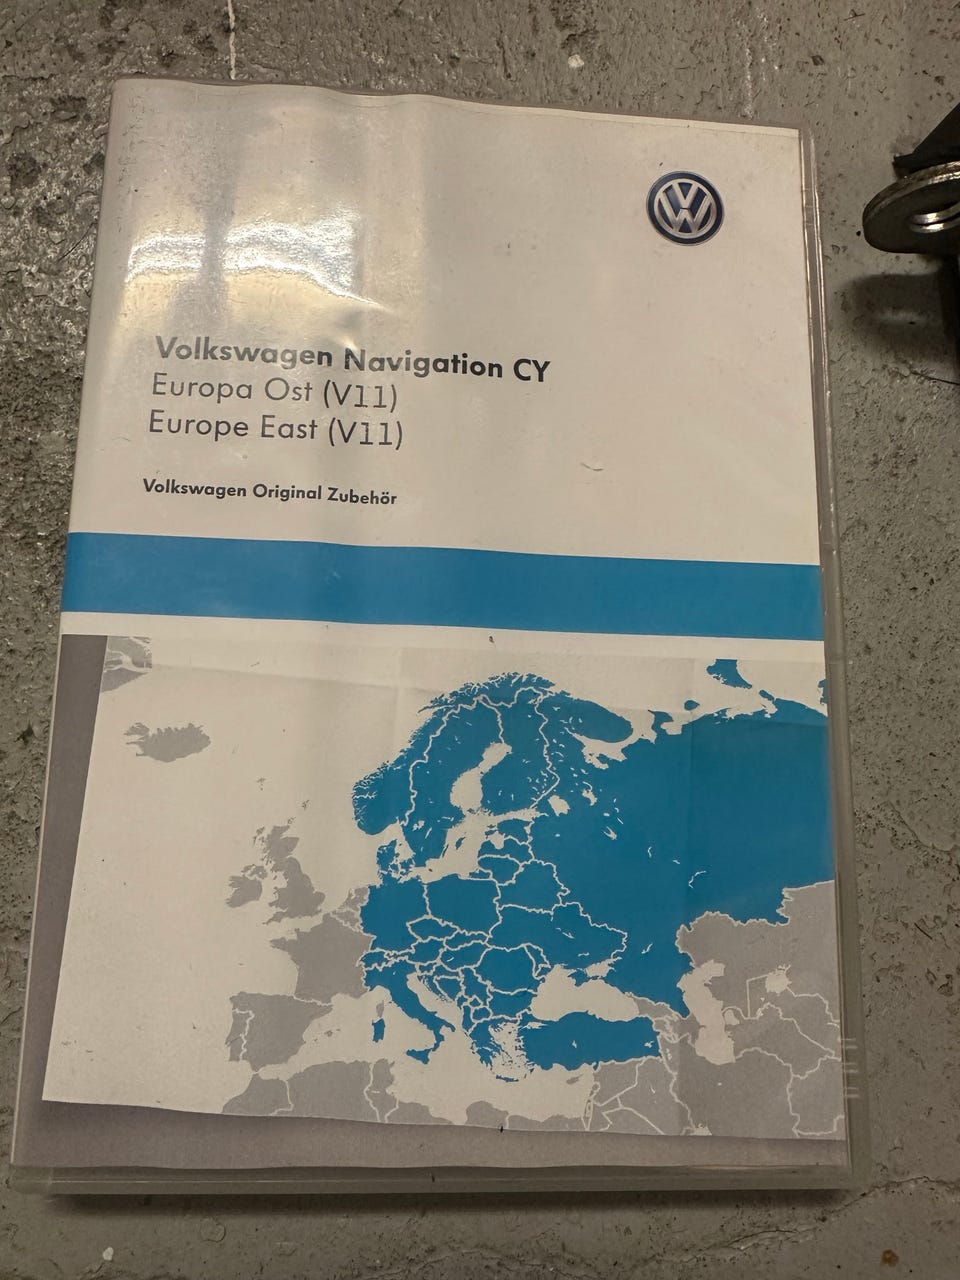 Volkswagen Navigation CY
Europa Ost (V11)
Europe East (V11)
Volkswagen Original Zubehör